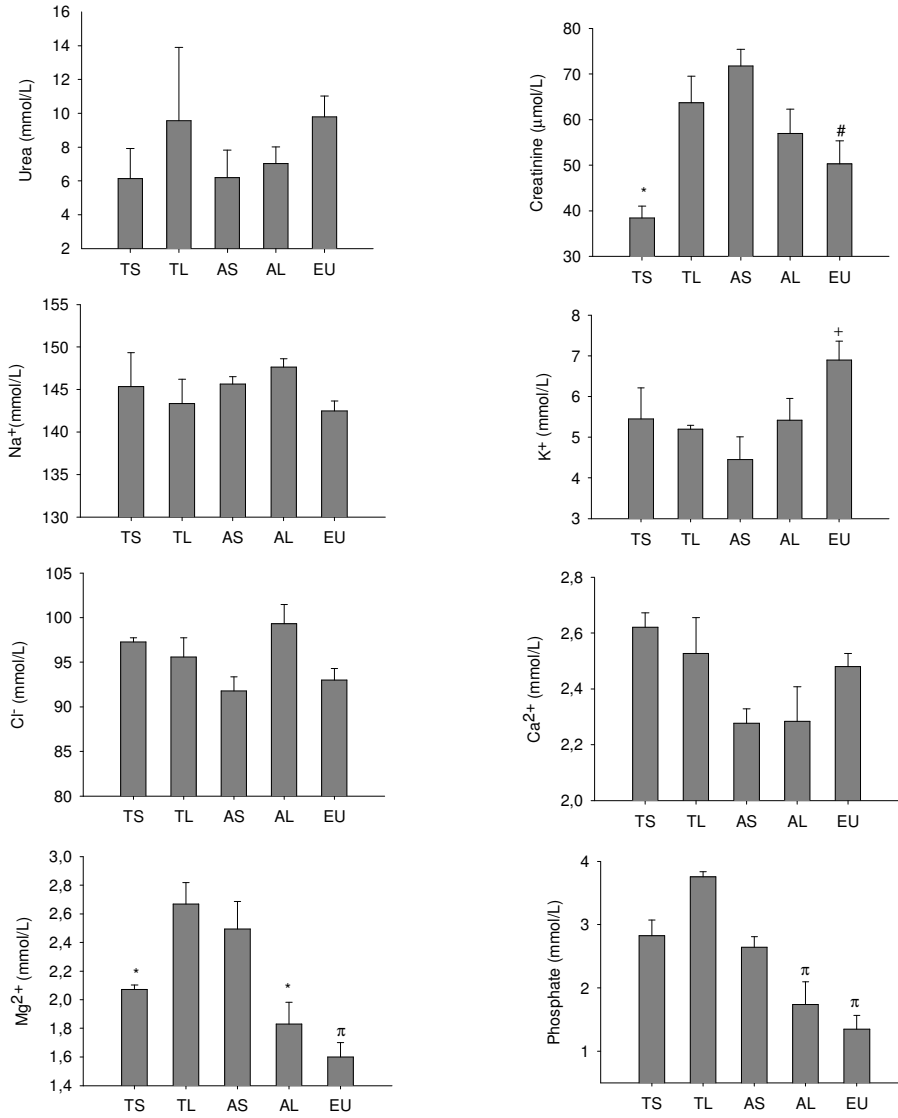 Urea (mmol/L)
16
14
12
10
8
6
4
2
TS TL AS AL EU
Creatinine (µmol/L)
80
70
60
50
40
30
*
#
TS TL AS AL EU
Na+(mmol/L)
155
150
145
140
135
130
TS TL AS AL EU
K+ (mmol/L)
8
7
6
5
4
3
+
TS TL AS AL EU
Cl- (mmol/L)
105
100
95
90
85
80
TS TL AS AL EU
Ca2+ (mmol/L)
2,8
2,6
2,4
2,2
2,0
TS TL AS AL EU
Mg2+ (mmol/L)
3,0
2,6
2,2
2,0
1,8
1,6
1,4
*
*
π
TS TL AS AL EU
Phosphate (mmol/L)
4
3
2
1
π
π
TS TL AS AL EU